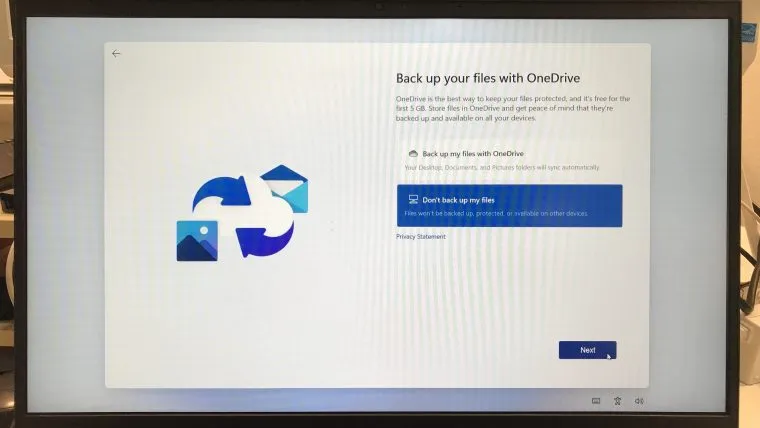 Back up your files with OneDrive
OneDrive is the best way to keep your files protected, and it's free for the
first 5 GB. Store files in OneDrive and get peace of mind that they're
backed up and available on all your devices.
Back up my files with OneDrive
Your Desktop, Documents, and Pictures folders will sync automatically.
Don't back up my files
Files won't be backed up, protected, or available on other devices.
Privacy Statement
Next